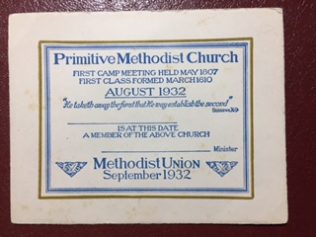 Primitive Methodist Church
FIRST CAMP MEETING HELD MAY 1807
FIRST CLASS FORMED MARCH 1810
AUGUST 1932
"He taketh away the first that He may establish the second"
IS AT THIS DATE
A MEMBER OF THE ABOVE CHURCH
Minister
Methodist Union
September 1932